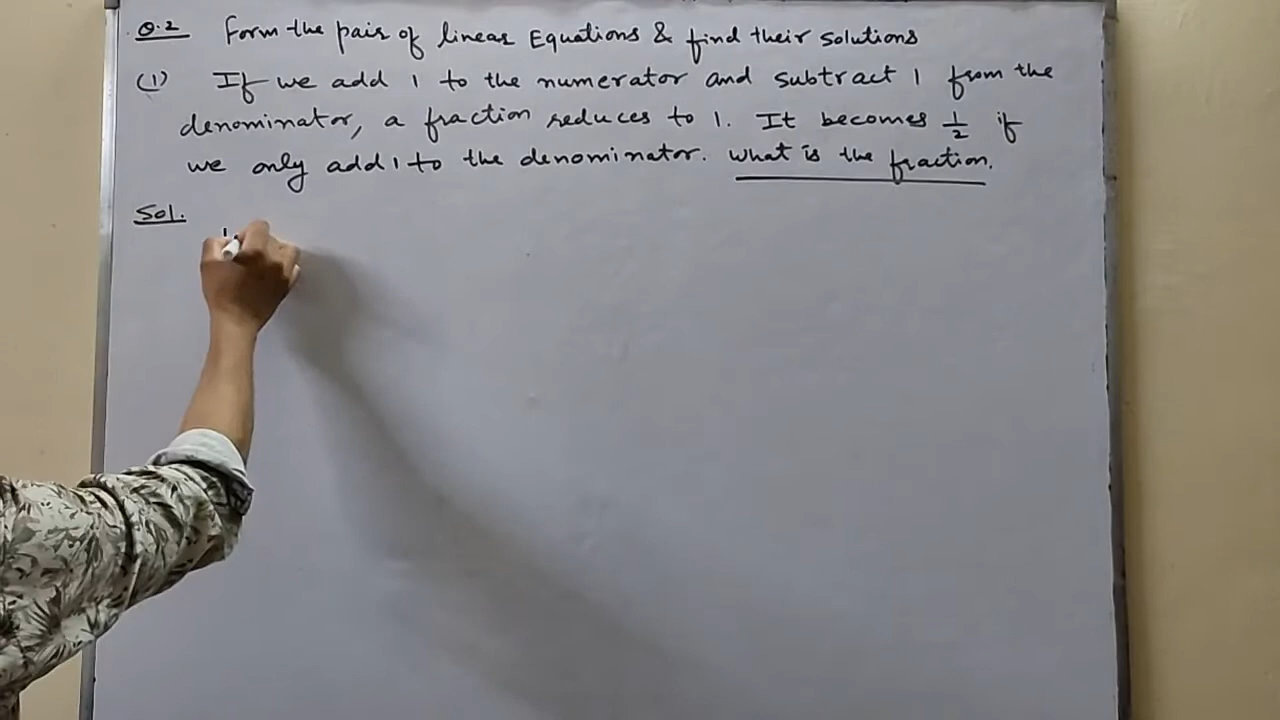 Q.2 Form the pair of linear Equations & find their solutions
(1) If we add 1 to the numerator and subtract 1 from the
denominator, a fraction reduces to 1. It becomes 1/2 if
we only add 1 to the denominator. What is the fraction.
Sol.